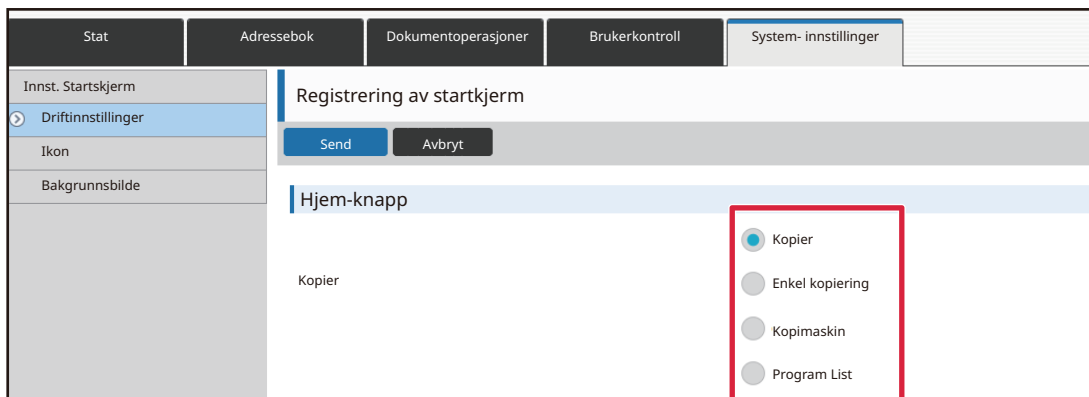 Stat
Adressebok
Dokumentoperasjoner
Brukerkontroll
System- innstillinger
Innst. Startskjerm
Driftinnstillinger
Ikon
Bakgrunnsbilde
Registrering av startkjerm
Send
Avbryt
Hjem-knapp
Kopier
Kopier
Enkel kopiering
Kopimaskin
Program List